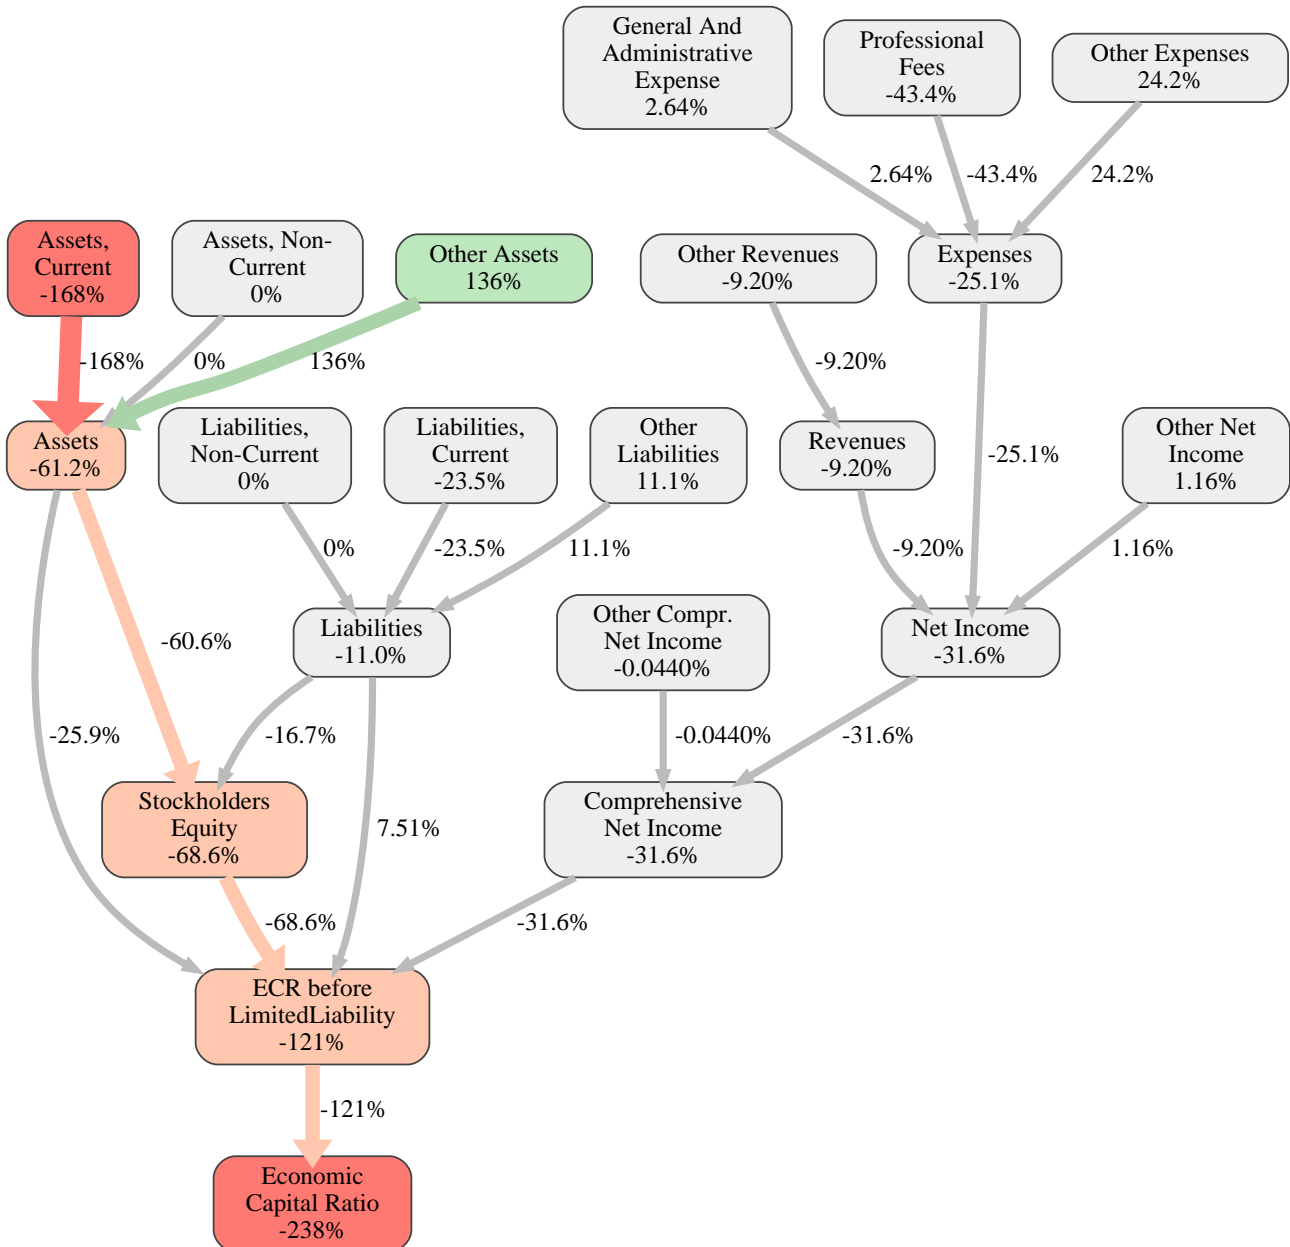 General And
Administrative
Expense
2.64%
Professional
Fees
-43.4%
Other Expenses
24.2%
2.64%
-43.4%
24.2%
Assets,
Current
-168%
Assets, Non-
Current
0%
Other Assets
136%
Other Revenues
-9.20%
Expenses
-25.1%
-168%
0%
136%
-9.20%
Assets
-61.2%
Liabilities,
Non-Current
0%
Liabilities,
Current
-23.5%
Other
Liabilities
11.1%
Revenues
-9.20%
-25.1%
Other Net
Income
1.16%
0%
-23.5%
11.1%
-9.20%
1.16%
-60.6%
Liabilities
-11.0%
Other Compr.
Net Income
-0.0440%
Net Income
-31.6%
-25.9%
-16.7%
-0.0440%
-31.6%
Stockholders
Equity
-68.6%
7.51%
Comprehensive
Net Income
-31.6%
-68.6%
-31.6%
ECR before
LimitedLiability
-121%
-121%
Economic
Capital Ratio
-238%